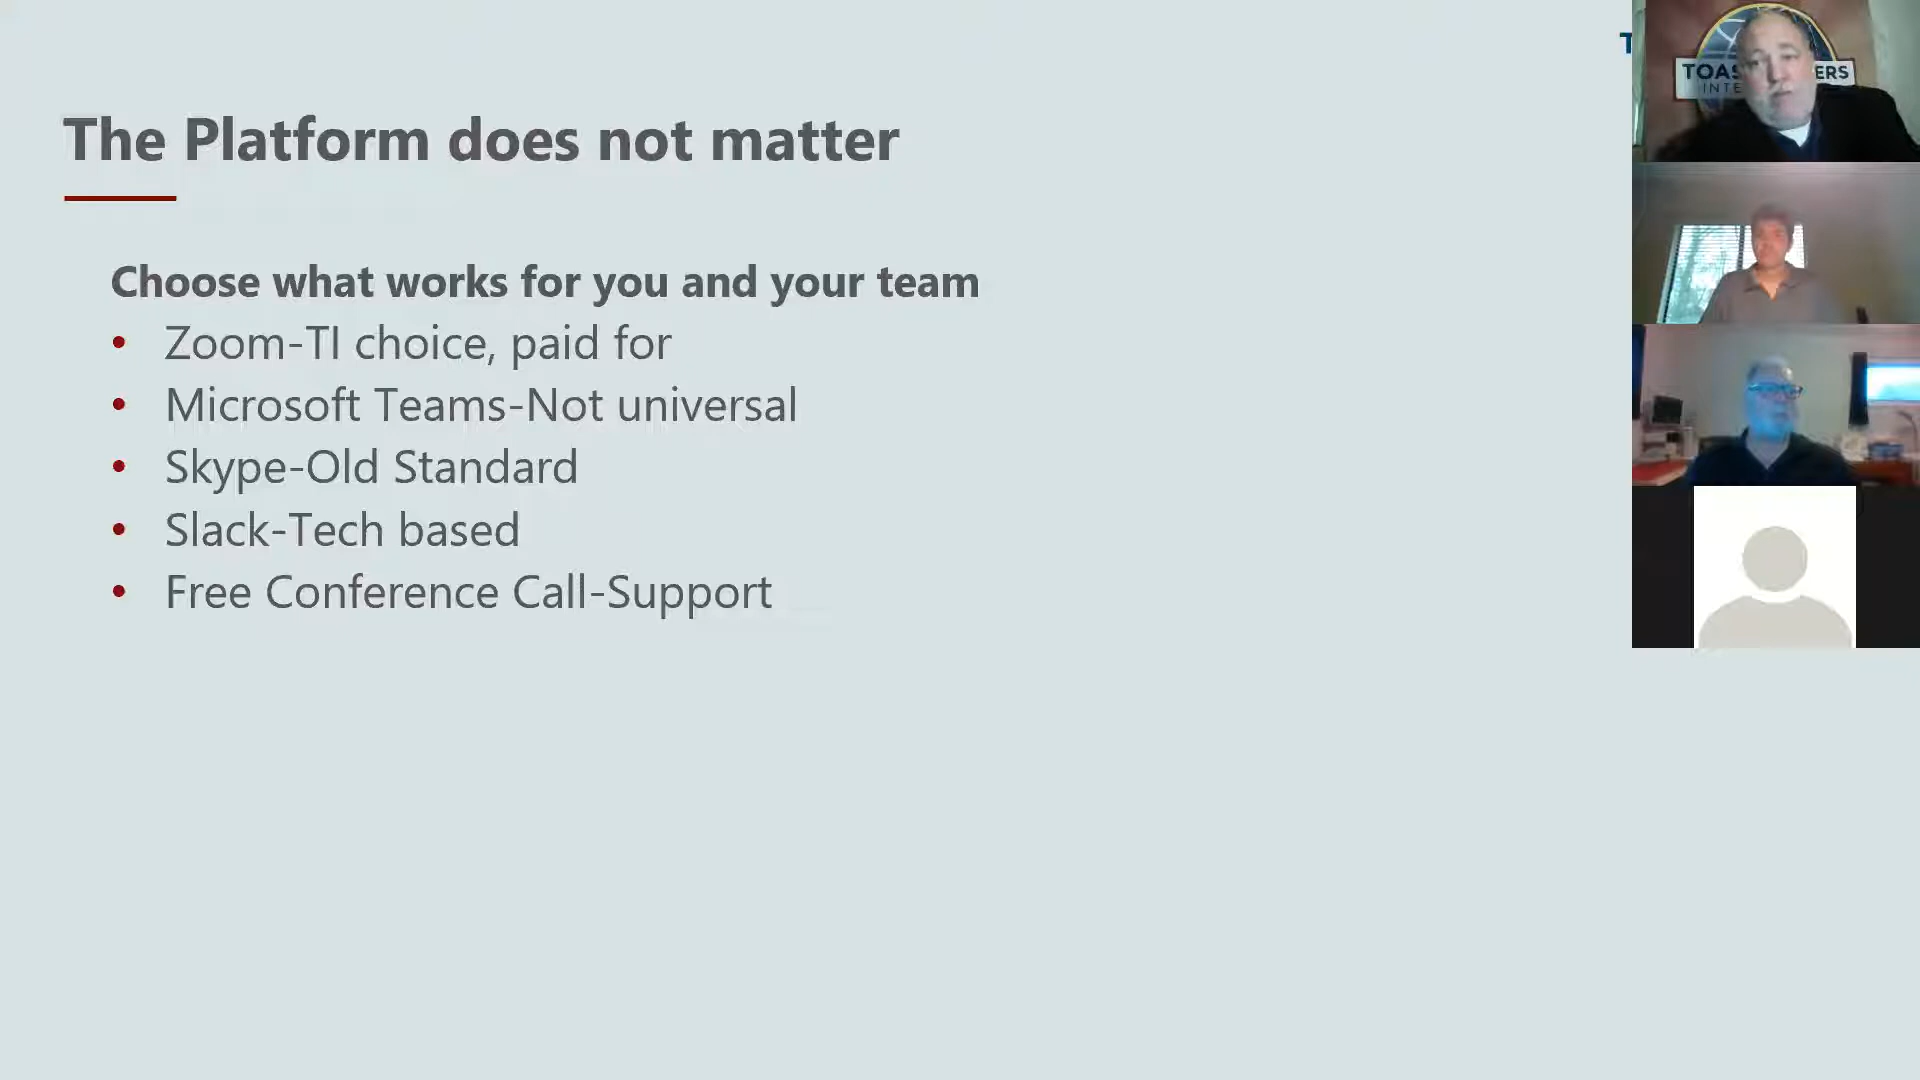 The Platform does not matter
Choose what works for you and your team
• Zoom-TI choice, paid for
• Microsoft Teams-Not universal
• Skype-Old Standard
• Slack-Tech based
• Free Conference Call-Support